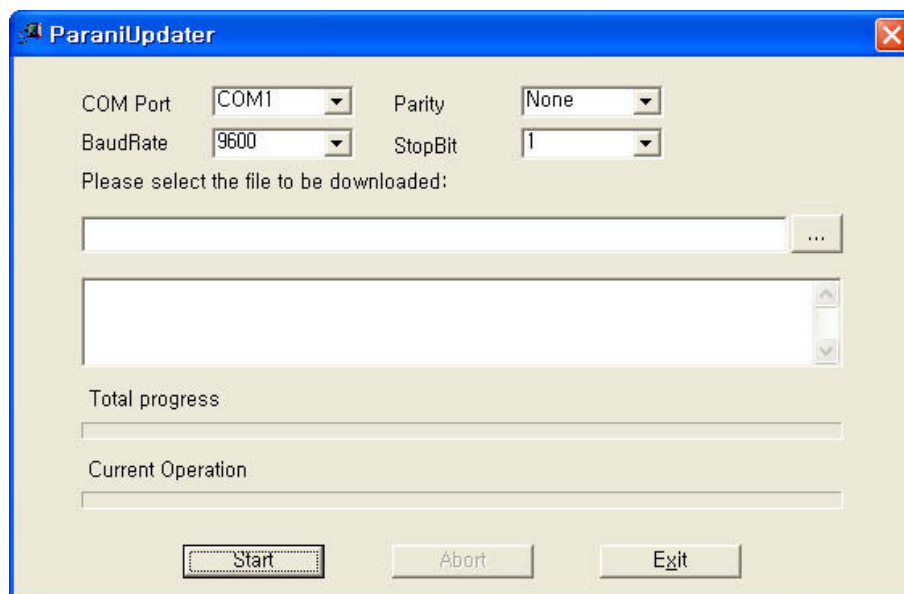 ParaniUpdater
COM Port COM1 Parity None
BaudRate 9600 StopBit 1
Please select the file to be downloaded:
...
Total progress
Current Operation
Start Abort Exit